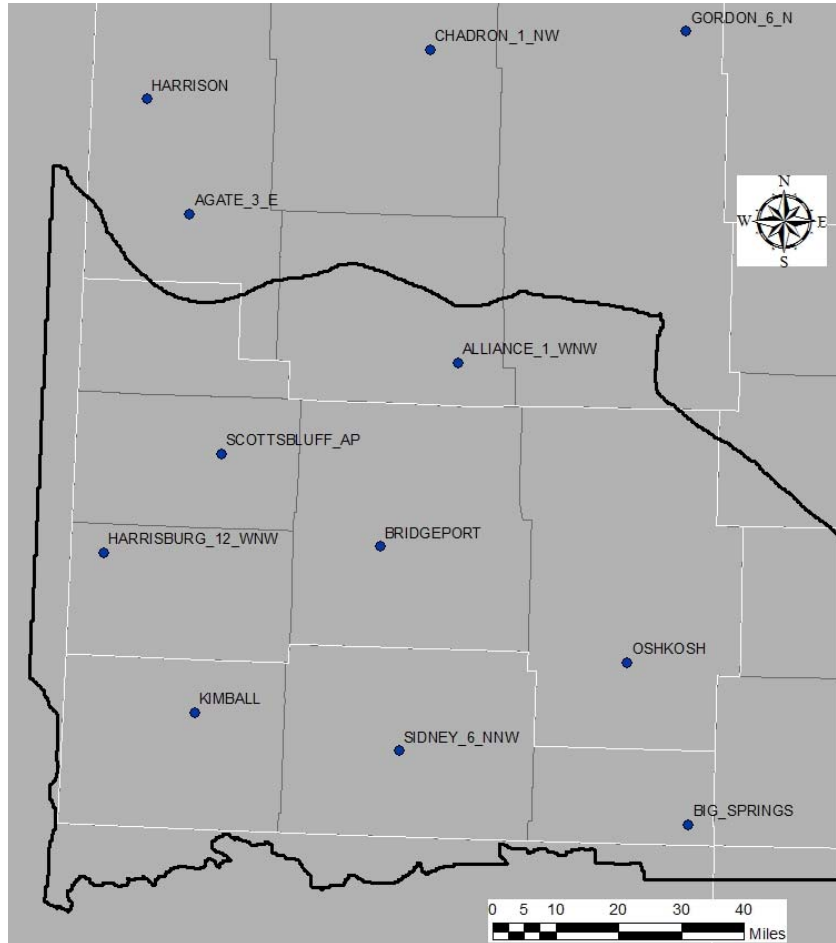 GORDON_6_N
CHADRON_1_NW
HARRISON
N
AGATE_3_E
W E
S
ALLIANCE_1_WNW
SCOTTSBLUFF_AP
HARRISBURG_12_WNW
BRIDGEPORT
OSHKOSH
KIMBALL
SIDNEY_6_NNW
BIG_SPRINGS
0 5 10 20 30 40
Miles